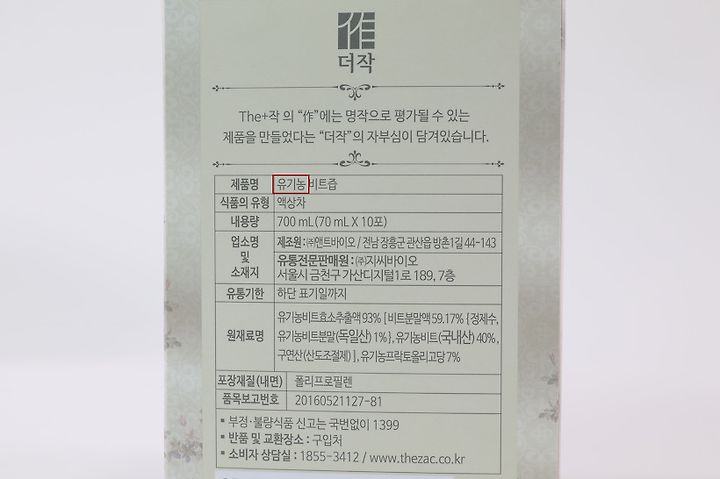 作
더작
The+작 의 “作”에는 명작으로 평가될 수 있는
제품을 만들었다는 “더작”의 자부심이 담겨있습니다.
제품명 유기농 비트즙
식품의 유형 액상차
내용량 700 mL(70 mL X 10포)
업소명 및 소재지 제조원 : ㈜맨트바이오 / 전남 장흥군 관산읍 방촌1길 44-143
유통전문판매원 : ㈜지씨바이오
서울시 금천구 가산디지털1로 189, 7층
유통기한 하단 표기일까지
원재료명 유기농비트효소추출액 93% [ 비트분말액 59.17% {정제수,
유기농비트분말(독일산) 1%}, 유기농비트(국내산) 40%,
구연산(산도조절제) ], 유기농프락토올리고당 7%
포장재질(내면) 폴리프로필렌
품목보고번호 20160521127-81
▪ 부정·불량식품 신고는 국번없이 1399
▪ 반품 및 교환장소 : 구입처
▪ 소비자 상담실 : 1855-3412 / www.thezac.co.kr